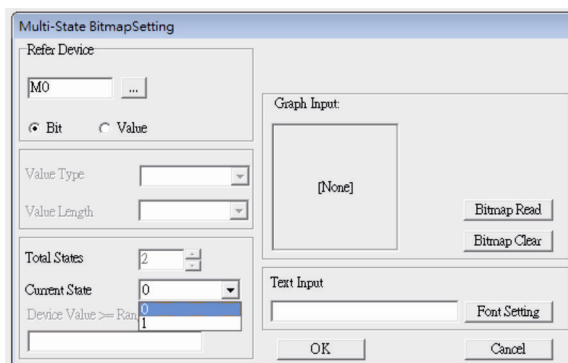 Multi-State BitmapSetting
Refer Device
M0
...
Bit
Value
Value Type
Value Length
Total States
2
Current State
0
0
1
Device Value >= Ran
Graph Input:
[None]
Bitmap Read
Bitmap Clear
Text Input
Font Setting
OK
Cancel